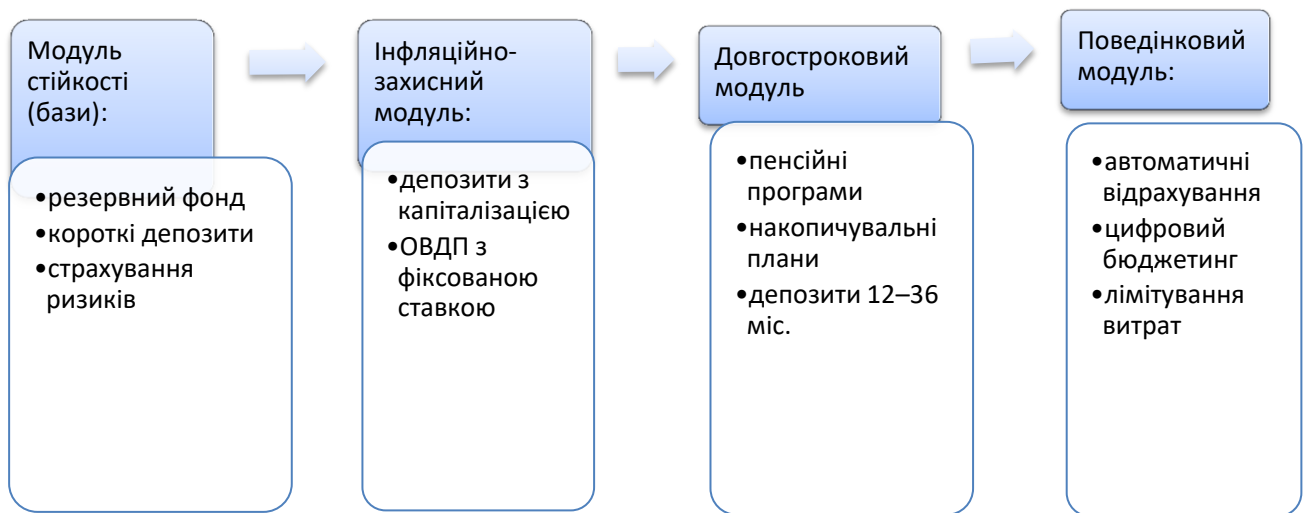 Модуль
стійкості
(бази):
•резервний фонд
•короткі депозити
•страхування
ризиків
Інфляційно-
захисний
модуль:
•депозити з
капіталізацією
•ОВДП з
фіксованою
ставкою
Довгостроковий
модуль
•пенсійні
програми
•накопичувальні
плани
•депозити 12–36
міс.
Поведінковий
модуль:
•автоматичні
відрахування
•цифровий
бюджетинг
•лімітування
витрат